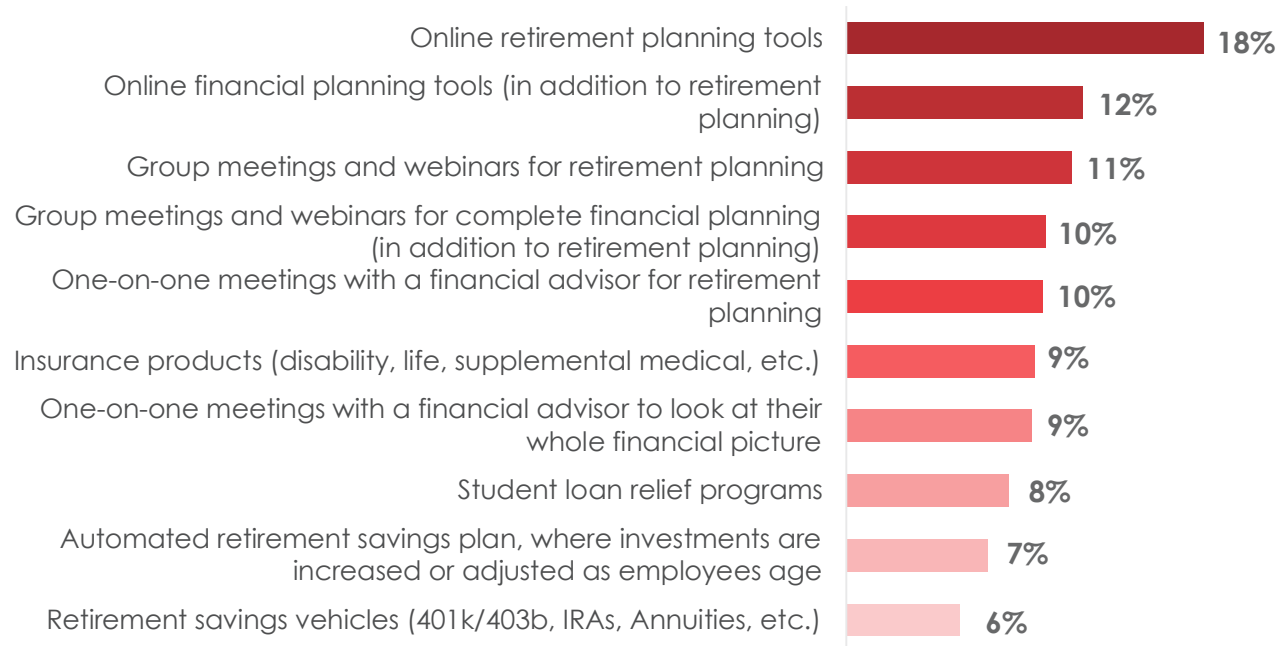 Online retirement planning tools
18%
Online financial planning tools (in addition to retirement
planning)
12%
Group meetings and webinars for retirement planning
11%
Group meetings and webinars for complete financial planning
(in addition to retirement planning)
10%
One-on-one meetings with a financial advisor for retirement
planning
10%
Insurance products (disability, life, supplemental medical, etc.)
9%
One-on-one meetings with a financial advisor to look at their
whole financial picture
9%
Student loan relief programs
8%
Automated retirement savings plan, where investments are
increased or adjusted as employees age
7%
Retirement savings vehicles (401k/403b, IRAs, Annuities, etc.)
6%